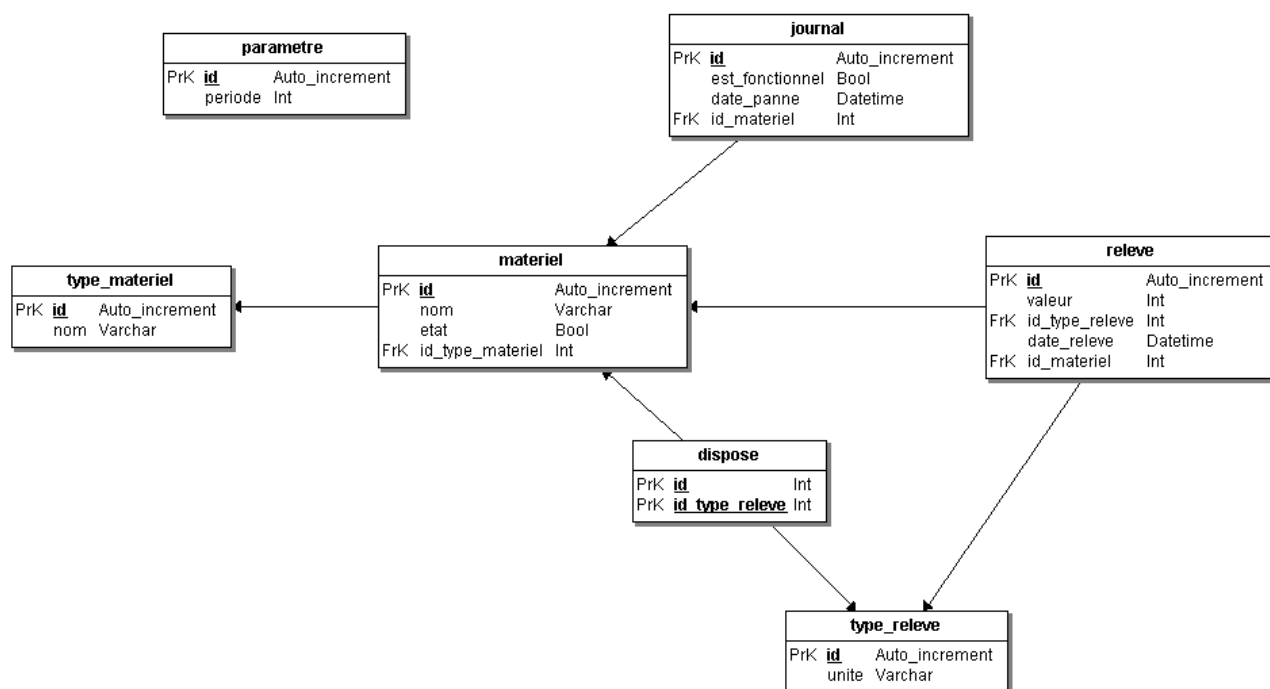 parametre
PrK id Auto_increment
periode Int
journal
PrK id Auto_increment
est_fonctionnel Bool
date_panne Datetime
FrK id_materiel Int
type_materiel
PrK id Auto_increment
nom Varchar
materiel
PrK id Auto_increment
nom Varchar
etat Bool
FrK id_type_materiel Int
releve
PrK id Auto_increment
valeur Int
FrK id_type_releve Int
date_releve Datetime
FrK id_materiel Int
dispose
PrK id Int
PrK id_type_releve Int
type_releve
PrK id Auto_increment
unite Varchar